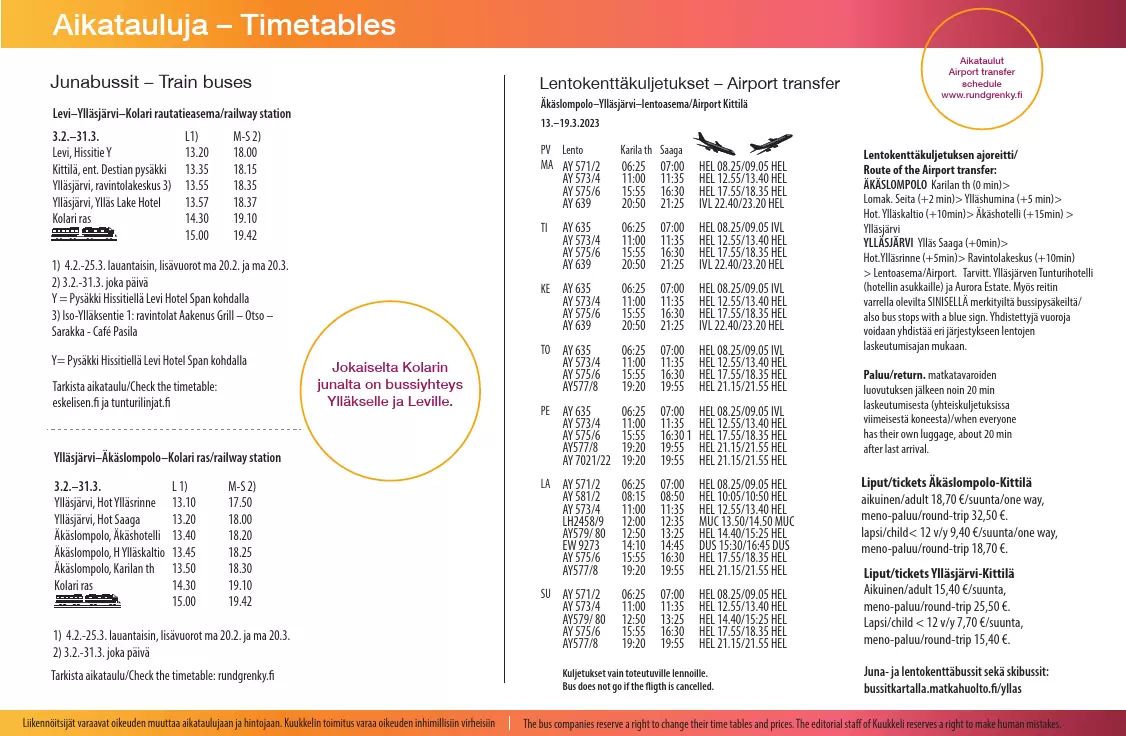 Aikatauluja – Timetables
Aikataulut
Airport transfer
schedule
www.rundgrenky.fi
Junabussit – Train buses
Levi–Ylläsjärvi–Kolari rautatieasema/railway station
3.2.–31.3. L1) M-S 2)
Levi, Hissitie Y 13.20 18.00
Kittilä, ent. Destian pysäkki 13.35 18.15
Ylläsjärvi, ravintolakeskus 3) 13.55 18.35
Ylläsjärvi, Ylläs Lake Hotel 13.57 18.37
Kolari ras 14.30 19.10
15.00 19.42
1) 4.2.-25.3. lauantaisin, lisävuorot ma 20.2. ja ma 20.3.
2) 3.2.-31.3. joka päivä
Y = Pysäkki Hissitiellä Levi Hotel Span kohdalla
3) Iso-Ylläksentie 1: ravintolat Aakenus Grill – Otso –
Sarakka - Café Pasila
Y= Pysäkki Hissitiellä Levi Hotel Span kohdalla
Tarkista aikataulu/Check the timetable:
eskelisen.fi ja tunturilinjat.fi
Jokaiselta Kolarin
junalta on bussiyhteys
Ylläkselle ja Leville.
Ylläsjärvi–Äkäslompolo–Kolari ras/railway station
3.2.–31.3. L 1) M-S 2)
Ylläsjärvi, Hot Ylläsrinne 13.10 17.50
Ylläsjärvi, Hot Saaga 13.20 18.00
Äkäslompolo, Äkäshotelli 13.40 18.20
Äkäslompolo, H Ylläskaltio 13.45 18.25
Äkäslompolo, Karilan th 13.50 18.30
Kolari ras 14.30 19.10
15.00 19.42
1) 4.2.-25.3. lauantaisin, lisävuorot ma 20.2. ja ma 20.3.
2) 3.2.-31.3. joka päivä
Tarkista aikataulu/Check the timetable: rundgrenky.fi
Lentokenttäkuljetukset – Airport transfer
Äkäslompolo–Ylläsjärvi–lentoasema/Airport Kittilä
13.–19.3.2023
PV Lento Karila th Saaga
MA AY 571/2 06:25 07:00 HEL 08.25/09.05 HEL
AY 573/4 11:00 11:35 HEL 12.55/13.40 HEL
AY 575/6 15:55 16:30 HEL 17.55/18.35 HEL
AY 639 20:50 21:25 IVL 22.40/23.20 HEL
TI AY 635 06:25 07:00 HEL 08.25/09.05 IVL
AY 573/4 11:00 11:35 HEL 12.55/13.40 HEL
AY 575/6 15:55 16:30 HEL 17.55/18.35 HEL
AY 639 20:50 21:25 IVL 22.40/23.20 HEL
KE AY 635 06:25 07:00 HEL 08.25/09.05 IVL
AY 573/4 11:00 11:35 HEL 12.55/13.40 HEL
AY 575/6 15:55 16:30 HEL 17.55/18.35 HEL
AY 639 20:50 21:25 IVL 22.40/23.20 HEL
TO AY 635 06:25 07:00 HEL 08.25/09.05 IVL
AY 573/4 11:00 11:35 HEL 12.55/13.40 HEL
AY 575/6 15:55 16:30 HEL 17.55/18.35 HEL
AY577/8 19:20 19:55 HEL 21.15/21.55 HEL
PE AY 635 06:25 07:00 HEL 08.25/09.05 IVL
AY 573/4 11:00 11:35 HEL 12.55/13.40 HEL
AY 575/6 15:55 16:30 1 HEL 17.55/18.35 HEL
AY577/8 19:20 19:55 HEL 21.15/21.55 HEL
AY 7021/22 19:20 19:55 HEL 21.15/21.55 HEL
LA AY 571/2 06:25 07:00 HEL 08.25/09.05 HEL
AY 581/2 08:15 08:50 HEL 10:05/10:50 HEL
AY 573/4 11:00 11:35 HEL 12.55/13.40 HEL
LH2458/9 12:00 12:35 MUC 13.50/14.50 MUC
AY579/ 80 12:50 13:25 HEL 14.40/15:25 HEL
EW 9273 14:10 14:45 DUS 15:30/16:45 DUS
AY 575/6 15:55 16:30 HEL 17.55/18.35 HEL
AY577/8 19:20 19:55 HEL 21.15/21.55 HEL
SU AY 571/2 06:25 07:00 HEL 08.25/09.05 HEL
AY 573/4 11:00 11:35 HEL 12.55/13.40 HEL
AY579/ 80 12:50 13:25 HEL 14.40/15:25 HEL
AY 575/6 15:55 16:30 HEL 17.55/18.35 HEL
AY577/8 19:20 19:55 HEL 21.15/21.55 HEL
Kuljetukset vain toteutuville lennoille.
Bus does not go if the fligth is cancelled.
Lentokenttäkuljetuksen ajoreitti/
Route of the Airport transfer:
ÄKÄSLOMPOLO Karilan th (0 min)>
Lomak. Seita (+2 min)> Ylläshumina (+5 min)>
Hot. Ylläskaltio (+10min)> Äkäshotelli (+15min) >
Ylläsjärvi
YLLÄSJÄRVI Ylläs Saaga (+0min)>
Hot.Ylläsrinne (+5min)> Ravintolakeskus (+10min)
> Lentoasema/Airport. Tarvitt. Ylläsjärven Tunturihotelli
(hotellin asukkaille) ja Aurora Estate. Myös reitin
varrella olevilta SINISELLÄ merkityiltä bussipysäkeiltä/
also bus stops with a blue sign. Yhdistettyjä vuoroja
voidaan yhdistää eri järjestykseen lentojen
laskeutumisajan mukaan.
Paluu/return. matkatavaroiden
luovutuksen jälkeen noin 20 min
laskeutumisesta (yhteiskuljetuksissa
viimeisestä koneesta)/when everyone
has their own luggage, about 20 min
after last arrival.
Liput/tickets Äkäslompolo-Kittilä
aikuinen/adult 18,70 €/suunta/one way,
meno-paluu/round-trip 32,50 €.
lapsi/child< 12 v/y 9,40 €/suunta/one way,
meno-paluu/round-trip 18,70 €.
Liput/tickets Ylläsjärvi-Kittilä
Aikuinen/adult 15,40 €/suunta,
meno-paluu/round-trip 25,50 €.
Lapsi/child < 12 v/y 7,70 €/suunta,
meno-paluu/round-trip 15,40 €.
Juna- ja lentokenttäbussit sekä skibussit:
bussitkartalla.matkahuolto.fi/yllas
Liikennöitsijät varaavat oikeuden muuttaa aikataulujaan ja hintojaan. Kuukkelin toimitus varaa oikeuden inhimillisiin virheisiin
The bus companies reserve a right to change their time tables and prices. The editorial staff of Kuukkeli reserves a right to make human mistakes.